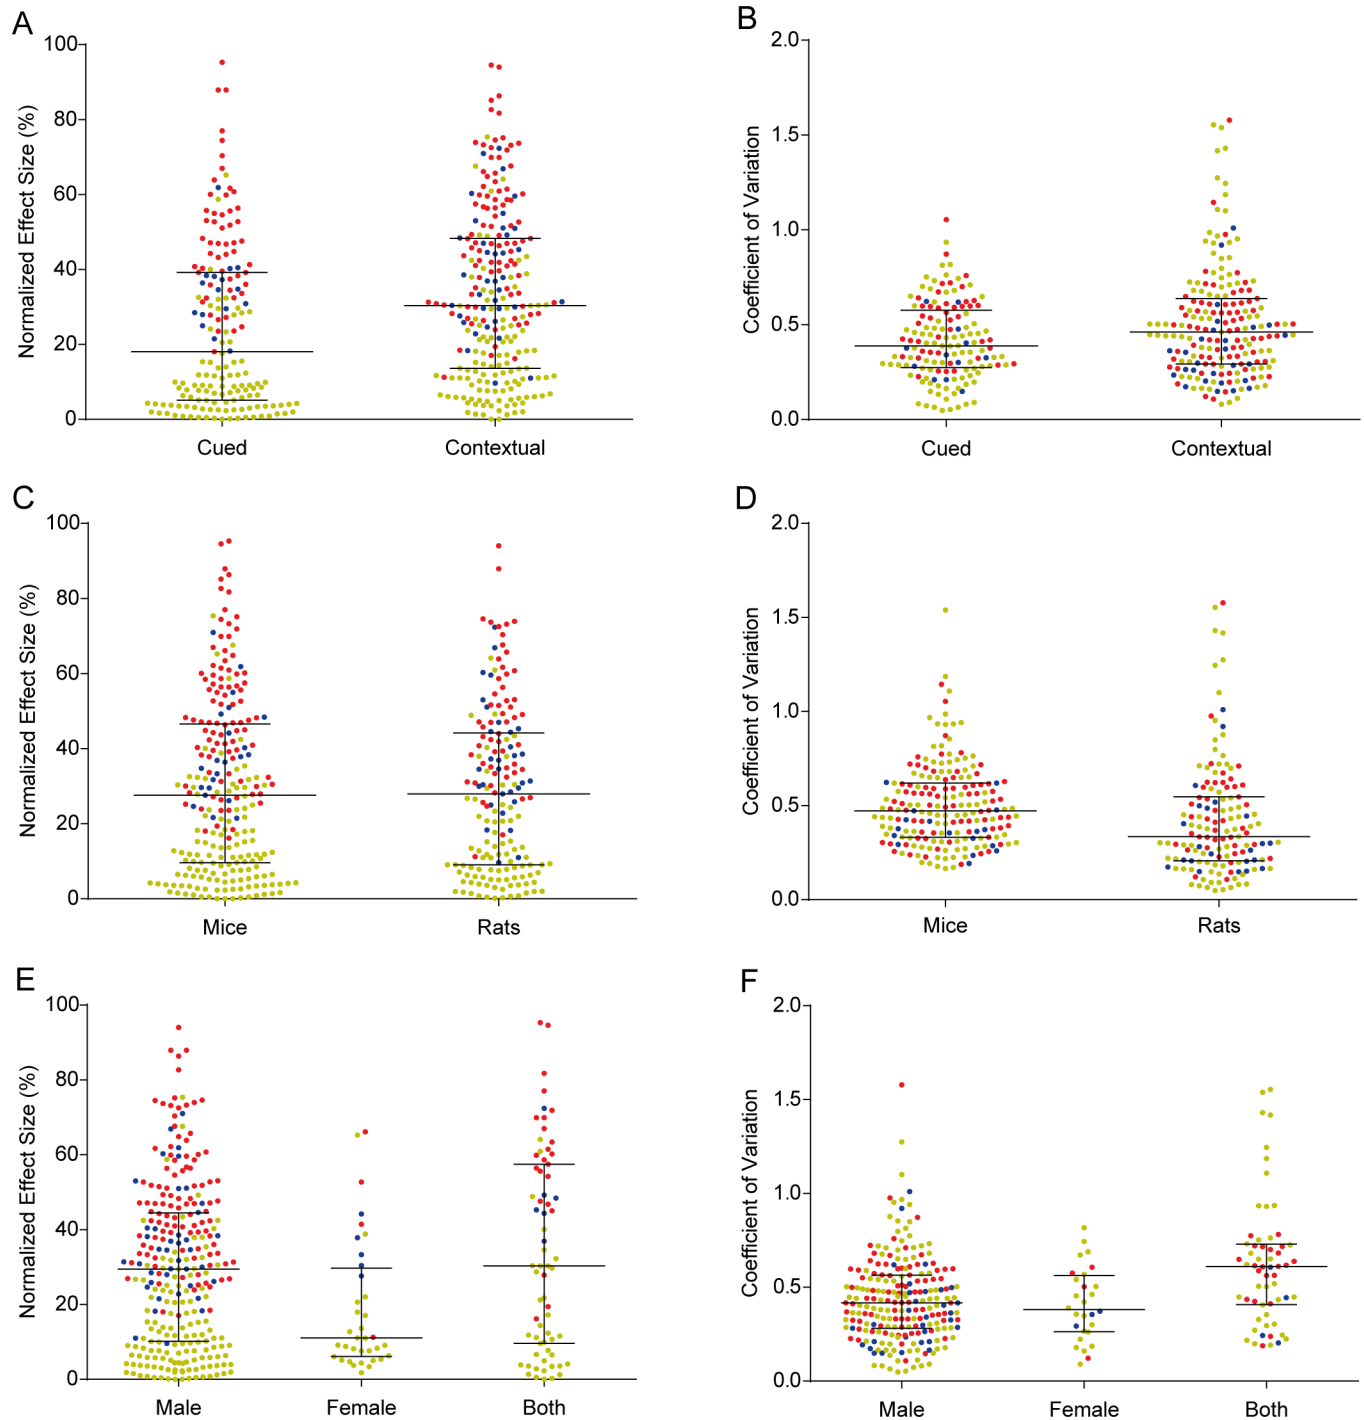 A
Normalized Effect Size (%)
100
80
60
40
20
0
Cued
Contextual
B
Coefficient of Variation
2.0
1.5
1.0
0.5
0.0
Cued
Contextual
C
Normalized Effect Size (%)
100
80
60
40
20
0
Mice
Rats
D
Coefficient of Variation
2.0
1.5
1.0
0.5
0.0
Mice
Rats
E
Normalized Effect Size (%)
100
80
60
40
20
0
Male
Female
Both
F
Coefficient of Variation
2.0
1.5
1.0
0.5
0.0
Male
Female
Both